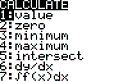 CALCULATE
1:value
2:zero
3:minimum
4:maximum
5:intersect
6:dy/dx
7:∫f(x)dx